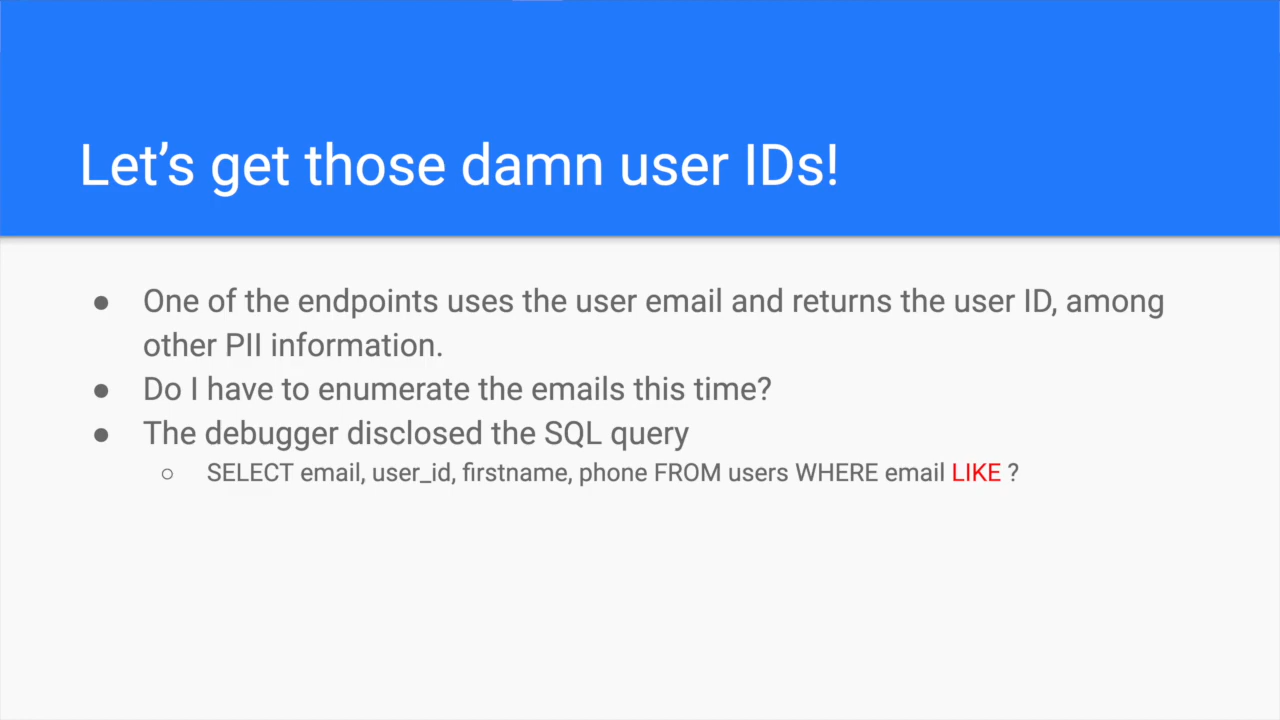 Let’s get those damn user IDs!
● One of the endpoints uses the user email and returns the user ID, among
other PII information.
● Do I have to enumerate the emails this time?
● The debugger disclosed the SQL query
○ SELECT email, user_id, firstname, phone FROM users WHERE email LIKE ?